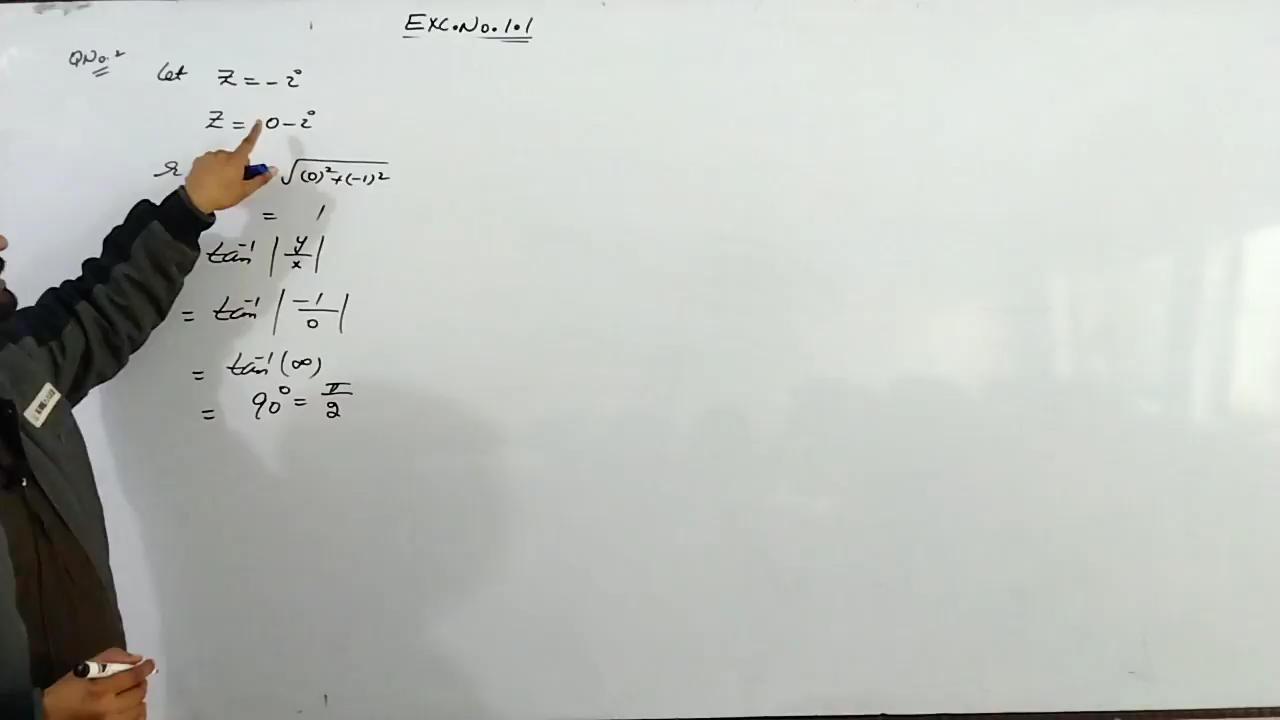 Exc.No.1.1
QNo.2
Let Z = -i
Z = 0-i
r √(0)²+(-1)²
= 1
tan⁻¹ |y/x|
= tan⁻¹ |-1/0|
= tan⁻¹(∞)
= 90° = π/2